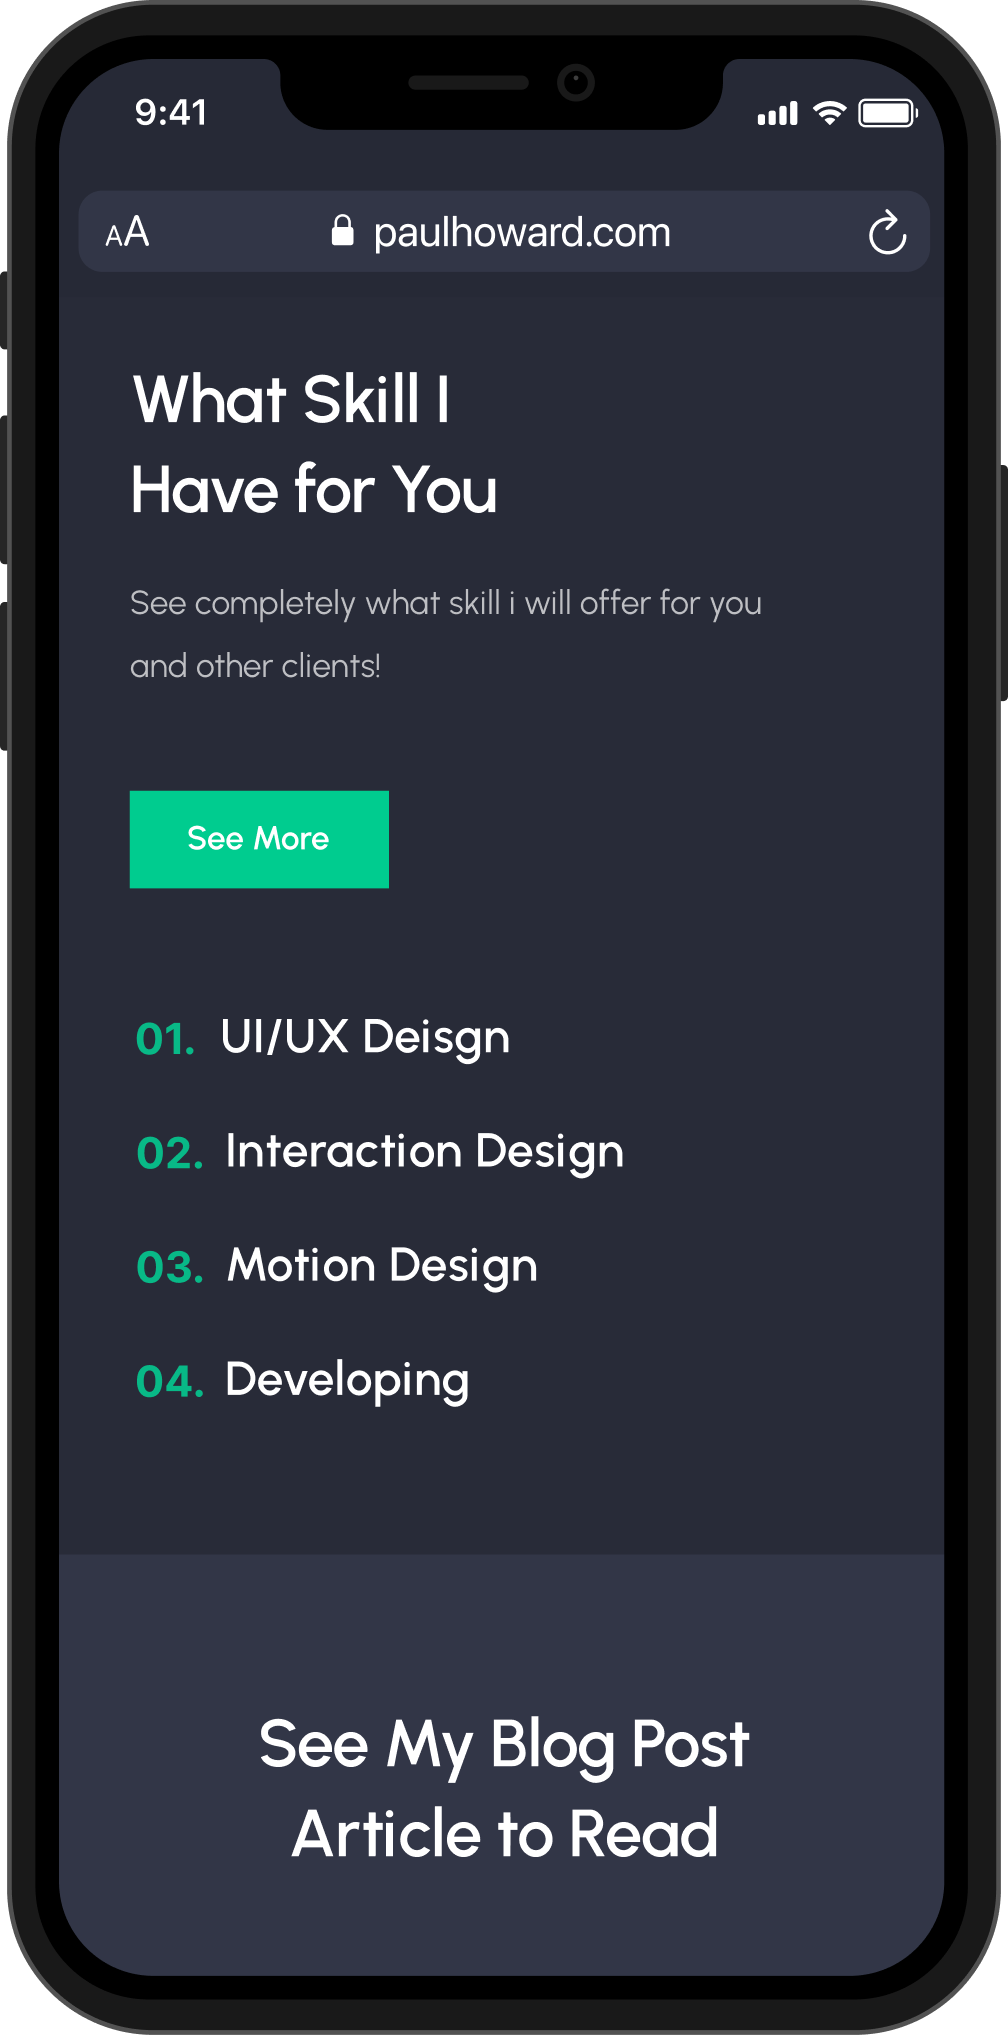 9:41
AA paulhoward.com
What Skill I
Have for You
See completely what skill i will offer for you
and other clients!
See More
01. UI/UX Deisgn
02. Interaction Design
03. Motion Design
04. Developing
See My Blog Post
Article to Read